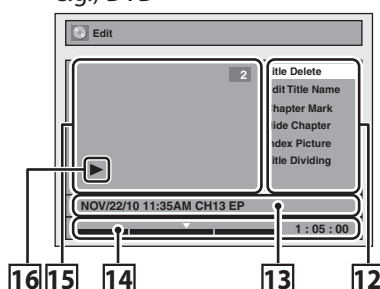 Edit
2
itle Delete
dit Title Name
hapter Mark
ide Chapter
ndex Picture
itle Dividing
NOV/22/10 11:35AM CH13 EP
1 : 05 : 00
16 15 14 13 12